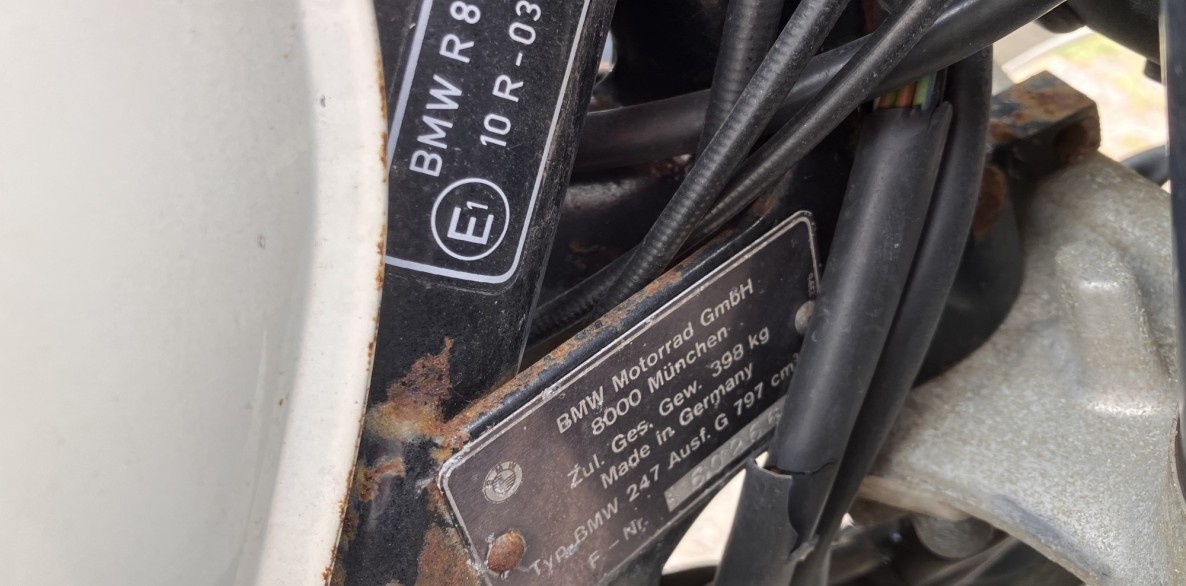 BMW R 8
10 R-03
E1
BMW Motorrad GmbH
8000 München
Zul. Ges. Gew. 398 kg
Made in Germany
Typ BMW 247 Ausf. G 797 cm³
F - Nr.